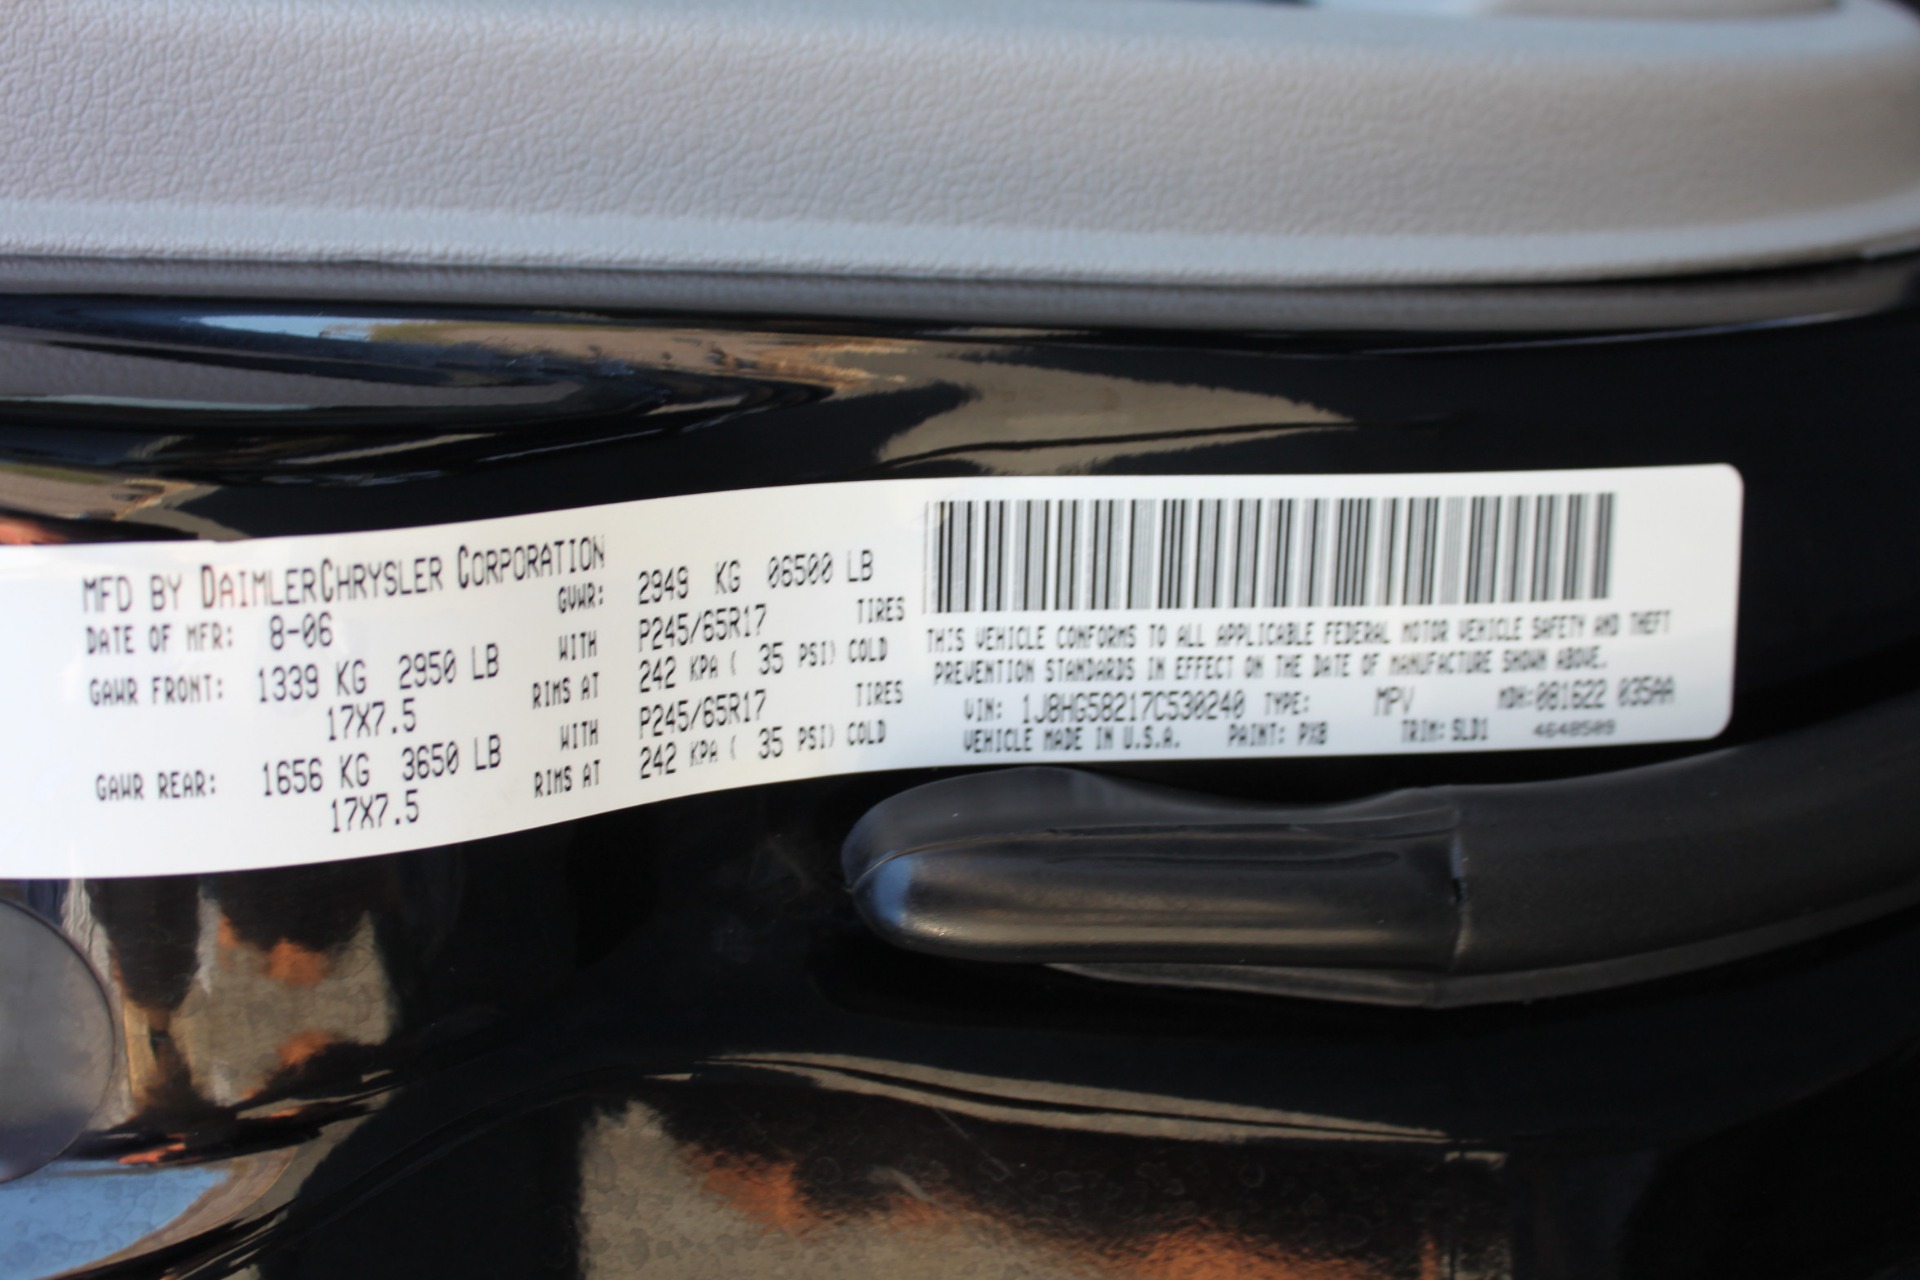 MFD BY DAIMLERCHRYSLER CORPORATION
DATE OF MFR: 8-06 GVWR: 2949 KG 06500 LB
GAWR FRONT: 1339 KG 2950 LB WITH P245/65R17 TIRES
17X7.5 RIMS AT 242 KPA ( 35 PSI) COLD
GAWR REAR: 1656 KG 3650 LB WITH P245/65R17 TIRES
17X7.5 RIMS AT 242 KPA ( 35 PSI) COLD
THIS VEHICLE CONFORMS TO ALL APPLICABLE FEDERAL MOTOR VEHICLE SAFETY AND THEFT
PREVENTION STANDARDS IN EFFECT ON THE DATE OF MANUFACTURE SHOWN ABOVE.
VIN: 1J8HG58217C530240 TYPE: MPV MDH:081622 035AA
VEHICLE MADE IN U.S.A. PAINT: PX8 TRIM: SLD1 4648509